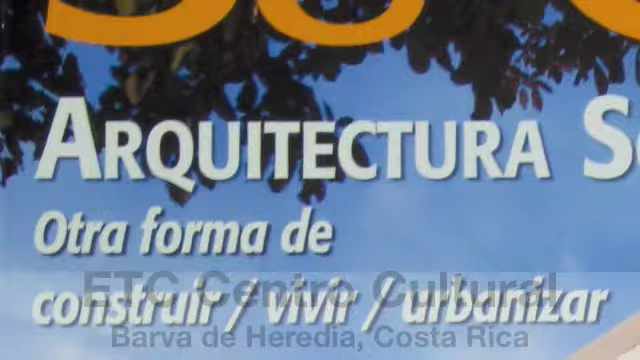 ARQUITECTURA S
Otra forma de
construir / vivir / urbanizar
ETC Centro Cultural
Barva de Heredia, Costa Rica